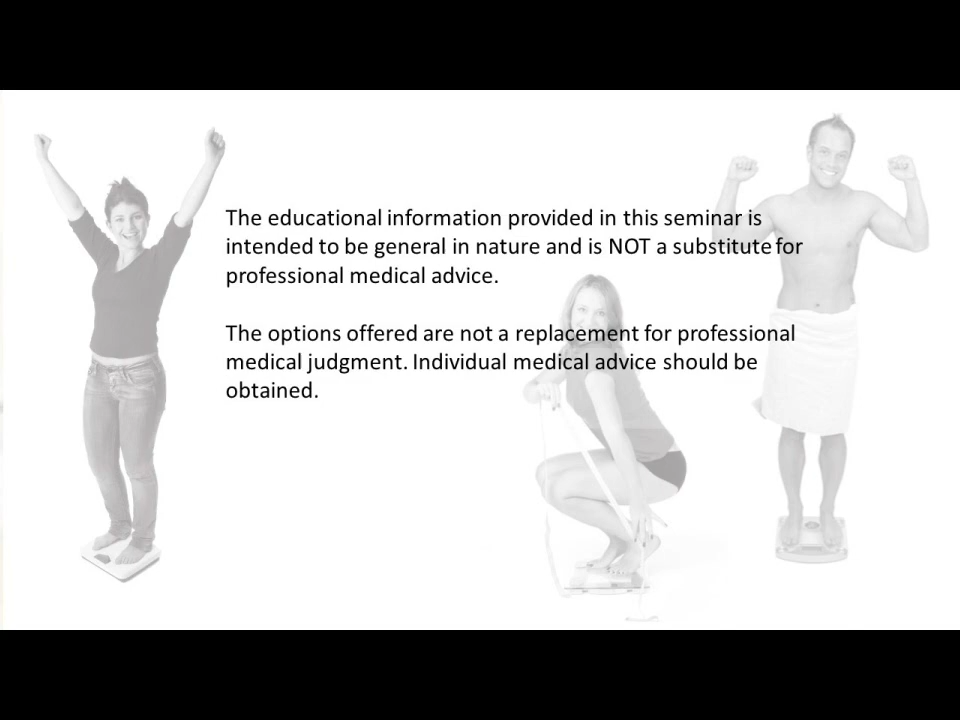 The educational information provided in this seminar is
intended to be general in nature and is NOT a substitute for
professional medical advice.
The options offered are not a replacement for professional
medical judgment. Individual medical advice should be
obtained.